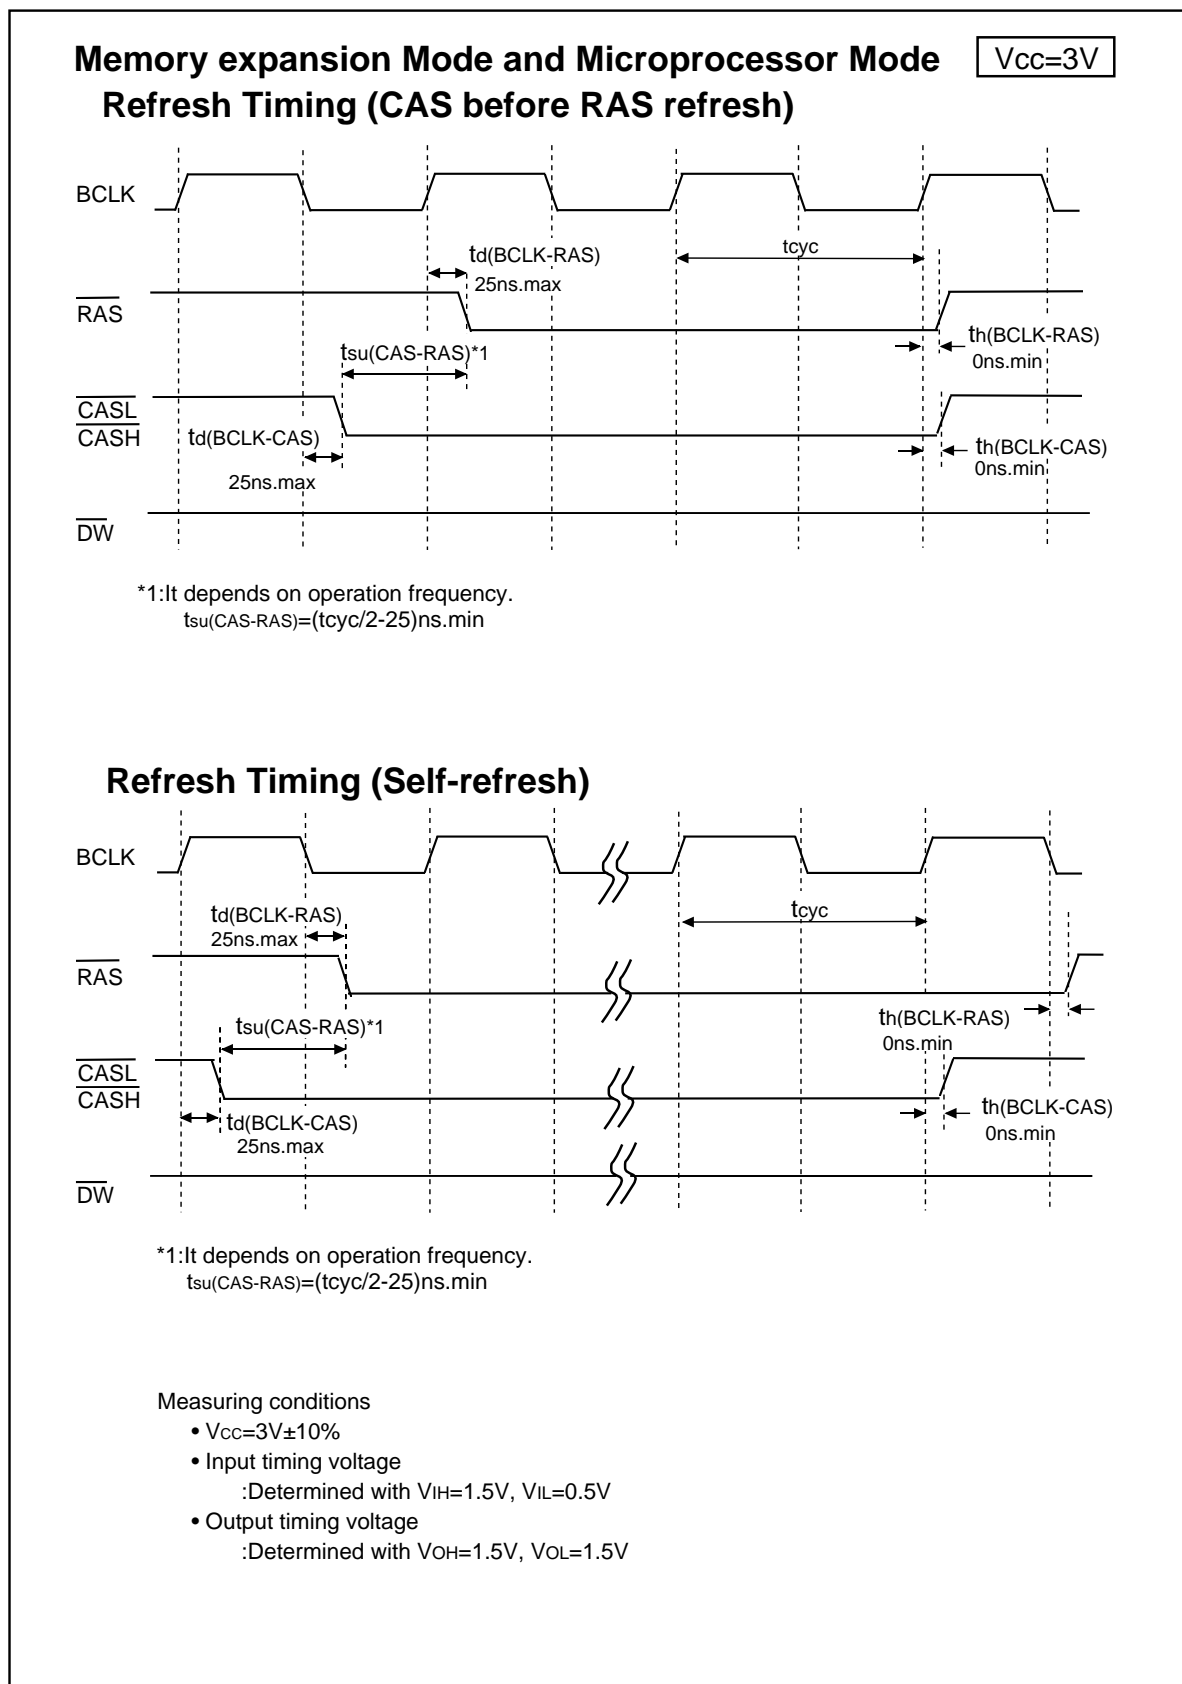 Memory expansion Mode and Microprocessor Mode
Vcc=3V
Refresh Timing (CAS before RAS refresh)
BCLK
td(BCLK-RAS)
25ns.max
tcyc
RAS
th(BCLK-RAS)
0ns.min
tsu(CAS-RAS)*1
CASL
CASH
td(BCLK-CAS)
25ns.max
th(BCLK-CAS)
0ns.min
DW
*1:It depends on operation frequency.
tsu(CAS-RAS)=(tcyc/2-25)ns.min
Refresh Timing (Self-refresh)
BCLK
td(BCLK-RAS)
25ns.max
tcyc
RAS
tsu(CAS-RAS)*1
th(BCLK-RAS)
0ns.min
CASL
CASH
td(BCLK-CAS)
25ns.max
th(BCLK-CAS)
0ns.min
DW
*1:It depends on operation frequency.
tsu(CAS-RAS)=(tcyc/2-25)ns.min
Measuring conditions
• VCC=3V±10%
• Input timing voltage
:Determined with VIH=1.5V, VIL=0.5V
• Output timing voltage
:Determined with VOH=1.5V, VOL=1.5V